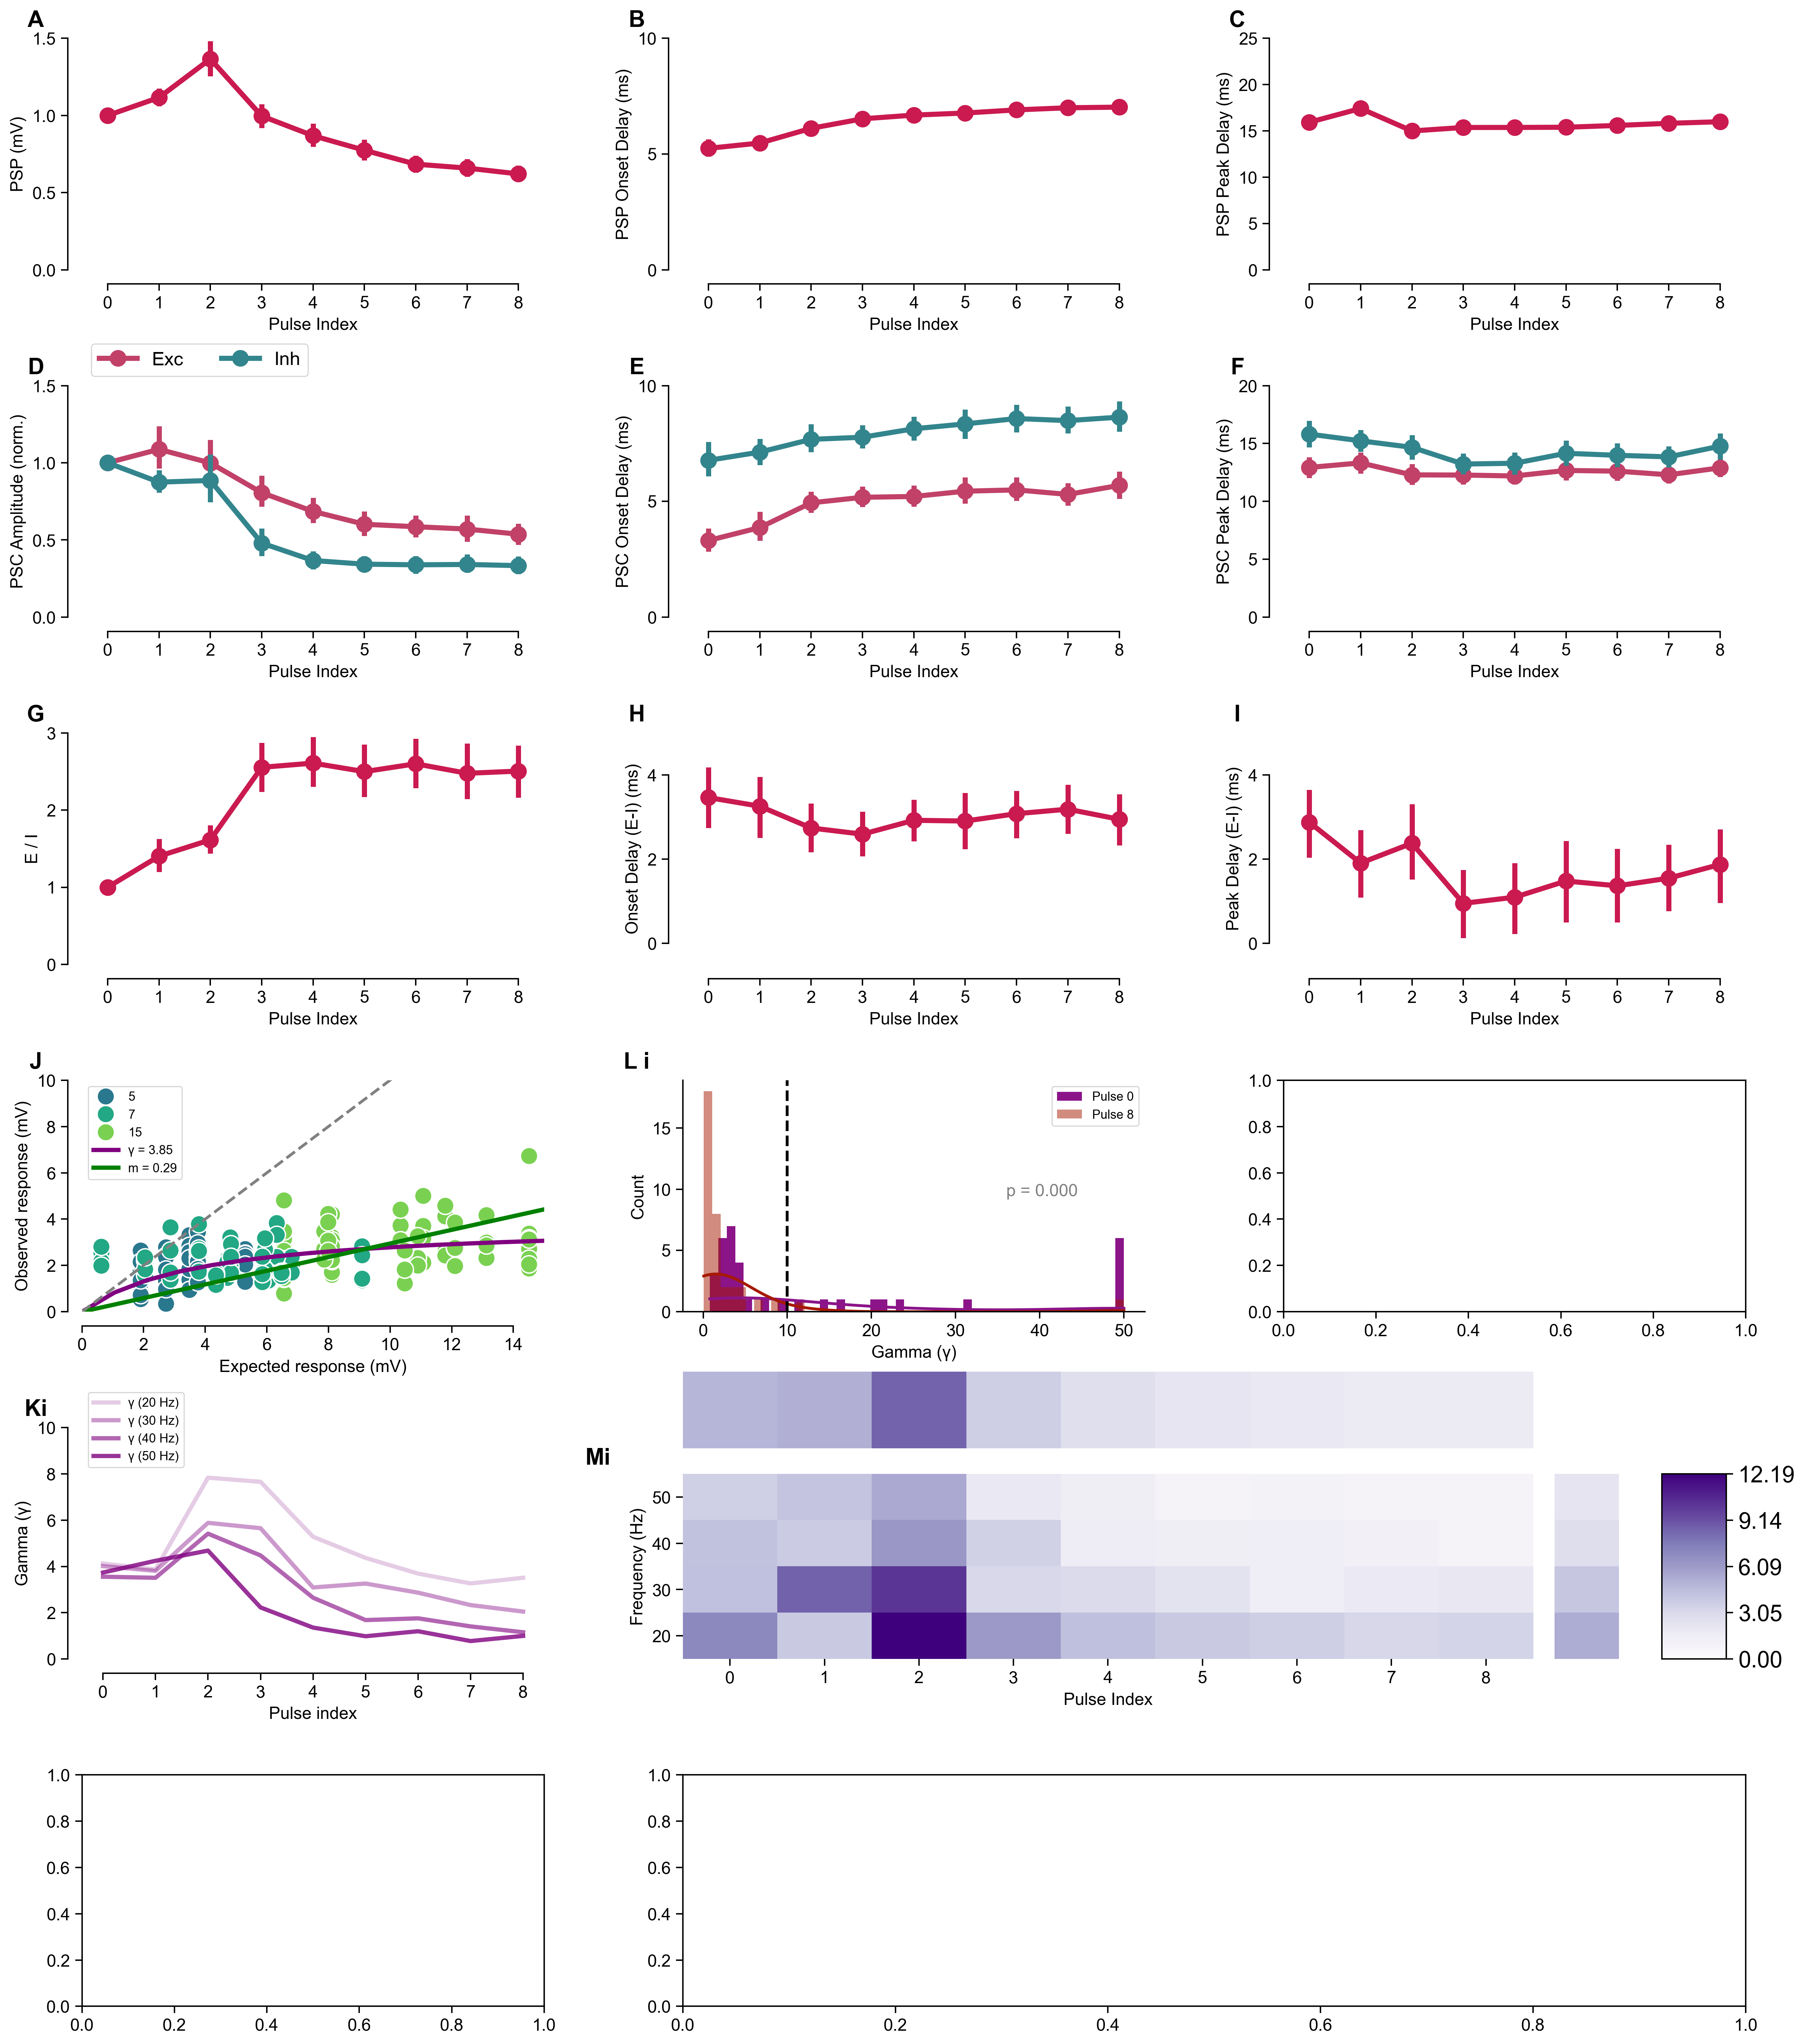 A
B
C
1.5
1.0
0.5
0.0
PSP (mV)
0 1 2 3 4 5 6 7 8
Pulse Index
10
5
0
PSP Onset Delay (ms)
0 1 2 3 4 5 6 7 8
Pulse Index
25
20
15
10
5
0
PSP Peak Delay (ms)
0 1 2 3 4 5 6 7 8
Pulse Index
D
Exc Inh
1.5
1.0
0.5
0.0
PSC Amplitude (norm.)
0 1 2 3 4 5 6 7 8
Pulse Index
E
10
5
0
PSC Onset Delay (ms)
0 1 2 3 4 5 6 7 8
Pulse Index
F
20
15
10
5
0
PSC Peak Delay (ms)
0 1 2 3 4 5 6 7 8
Pulse Index
G
3
2
1
0
E / I
0 1 2 3 4 5 6 7 8
Pulse Index
H
4
2
0
Onset Delay (E-I) (ms)
0 1 2 3 4 5 6 7 8
Pulse Index
I
4
2
0
Peak Delay (E-I) (ms)
0 1 2 3 4 5 6 7 8
Pulse Index
J
10
8
6
4
2
0
Observed response (mV)
5
7
15
γ = 3.85
m = 0.29
0 2 4 6 8 10 12 14
Expected response (mV)
L i
15
10
5
0
Count
Pulse 0
Pulse 8
p = 0.000
0 10 20 30 40 50
Gamma (γ)
1.0
0.8
0.6
0.4
0.2
0.0
0.0 0.2 0.4 0.6 0.8 1.0
Ki
γ (20 Hz)
γ (30 Hz)
γ (40 Hz)
γ (50 Hz)
10
8
6
4
2
0
Gamma (γ)
0 1 2 3 4 5 6 7 8
Pulse index
Mi
50
40
30
20
Frequency (Hz)
0 1 2 3 4 5 6 7 8
Pulse Index
12.19
9.14
6.09
3.05
0.00
1.0
0.8
0.6
0.4
0.2
0.0
0.0 0.2 0.4 0.6 0.8 1.0
1.0
0.8
0.6
0.4
0.2
0.0
0.0 0.2 0.4 0.6 0.8 1.0